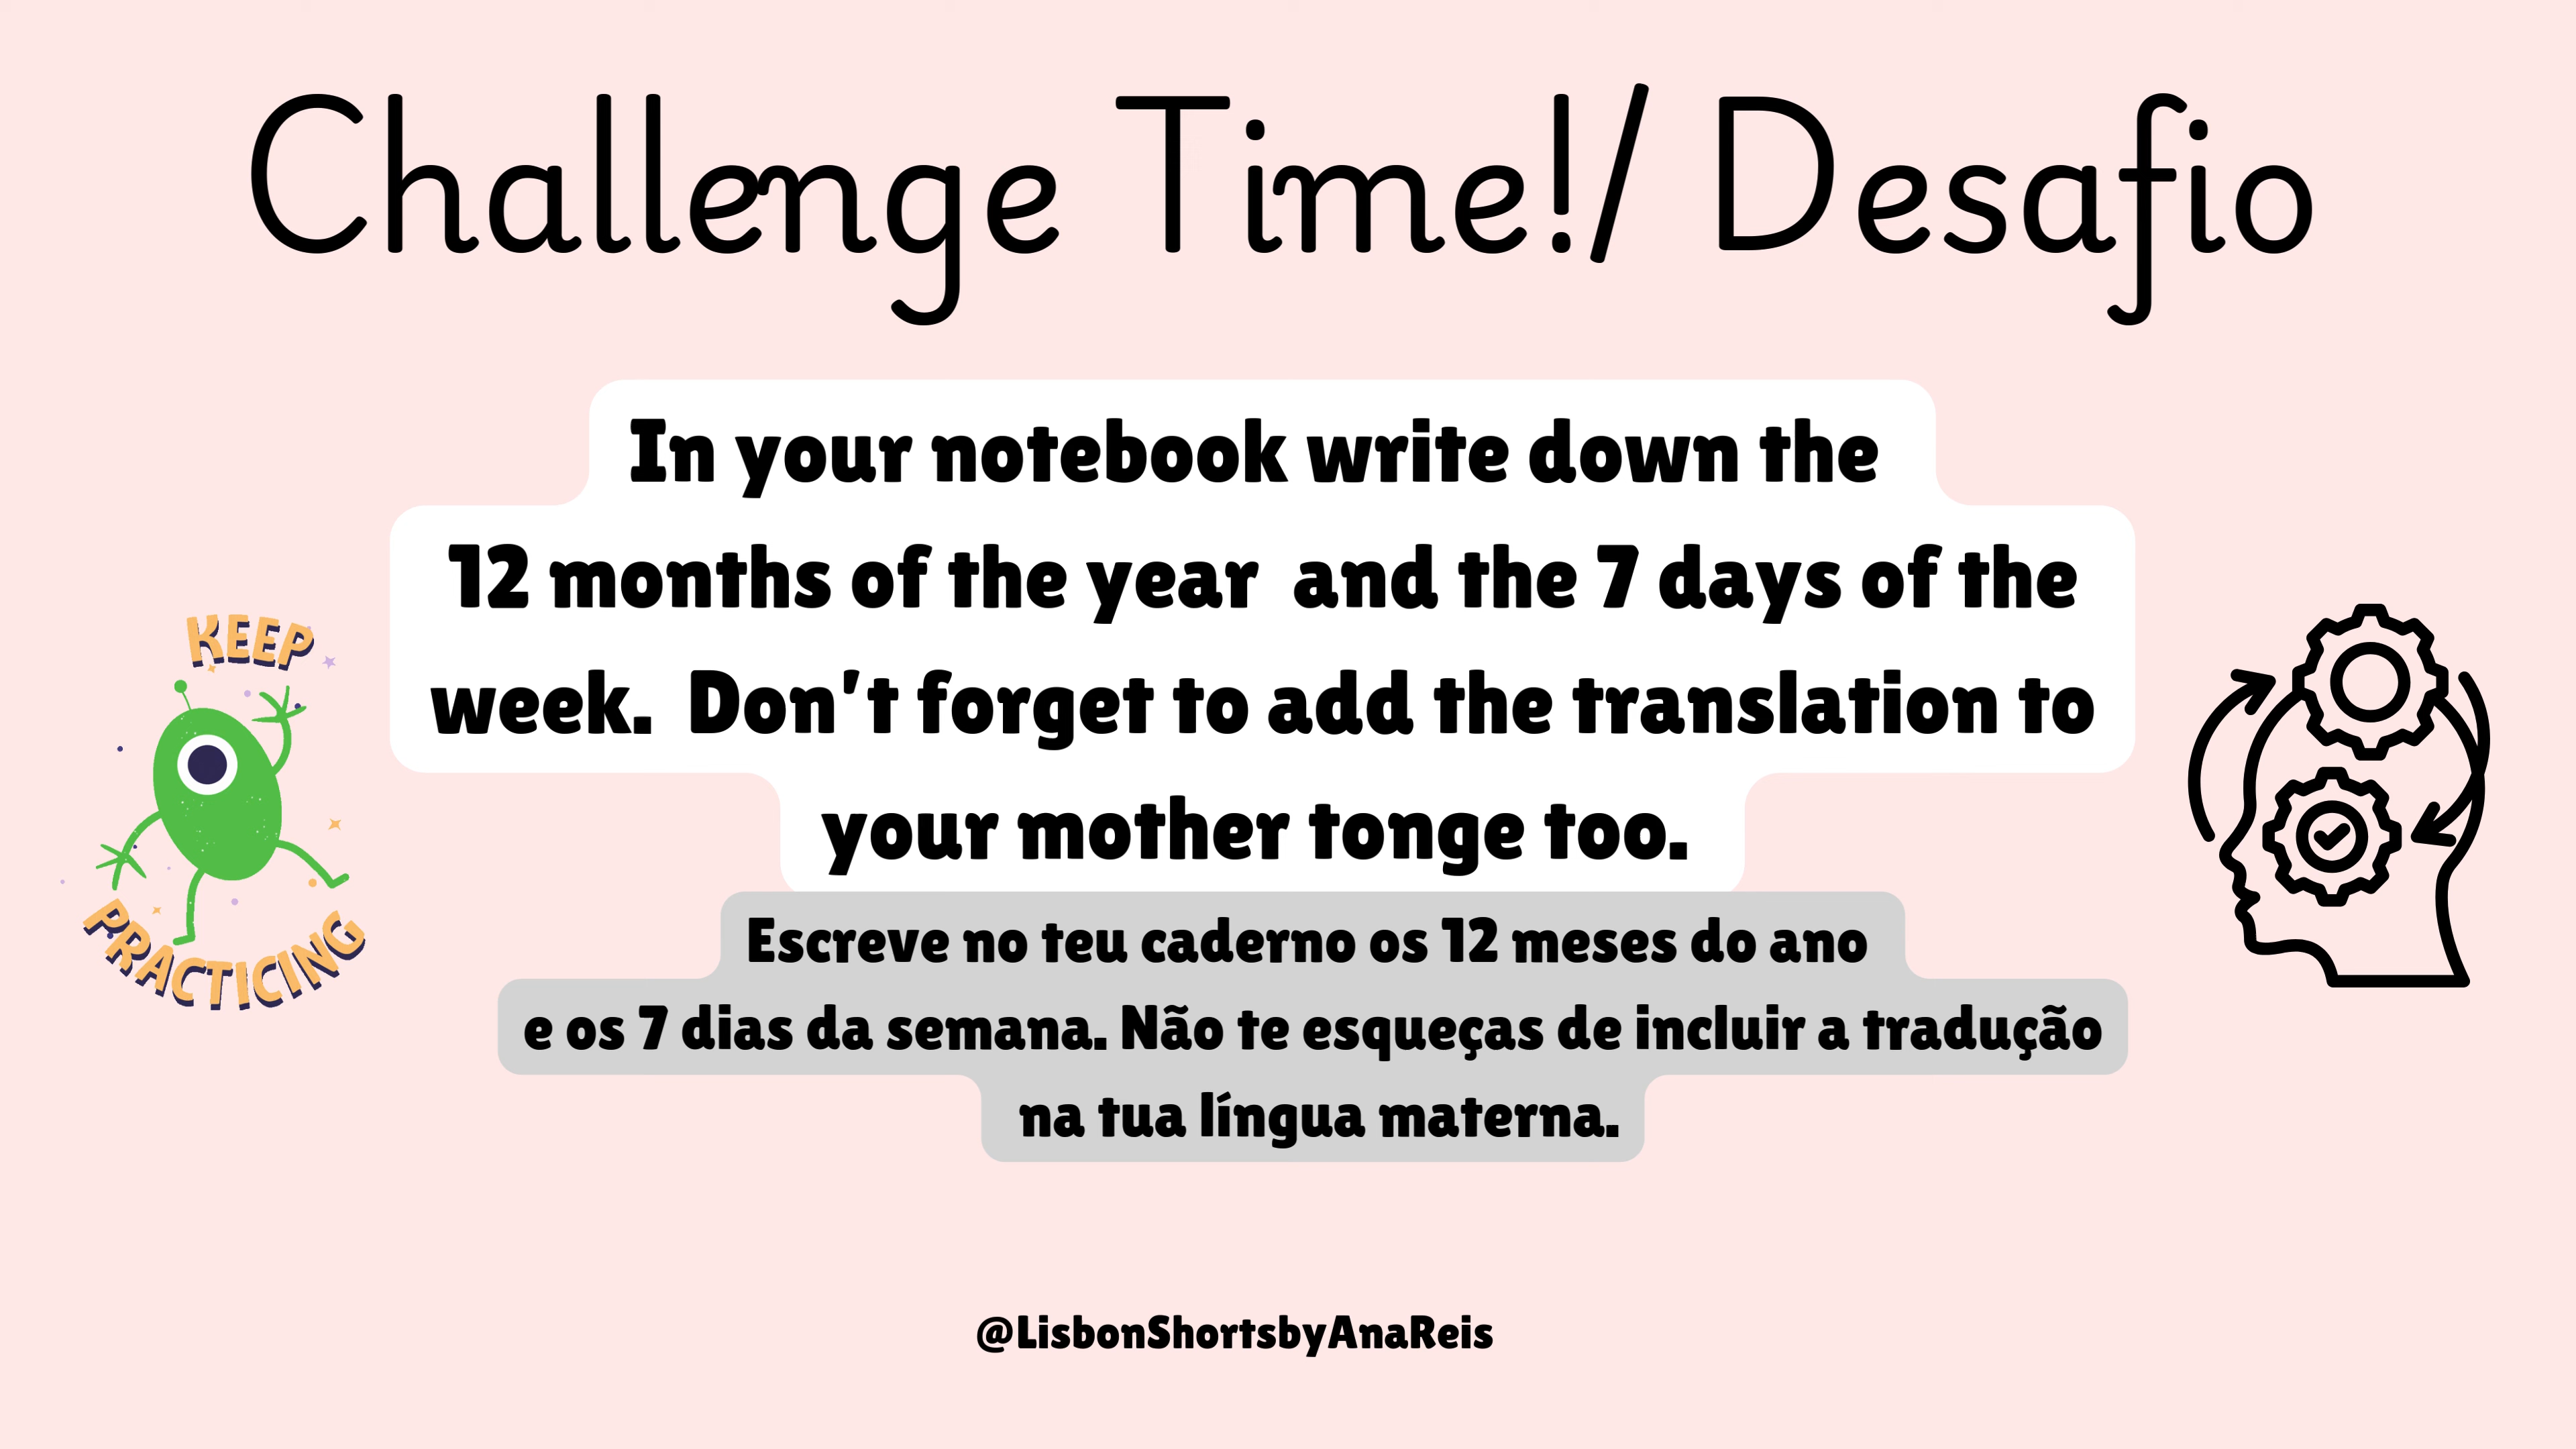 Challenge Time!/ Desafio
In your notebook write down the
12 months of the year  and the 7 days of the
week.  Don't forget to add the translation to
your mother tonge too.
KEEP
PRACTICING
Escreve no teu caderno os 12 meses do ano
e os 7 dias da semana. Não te esqueças de incluir a tradução
na tua língua materna.
@LisbonShortsbyAnaReis